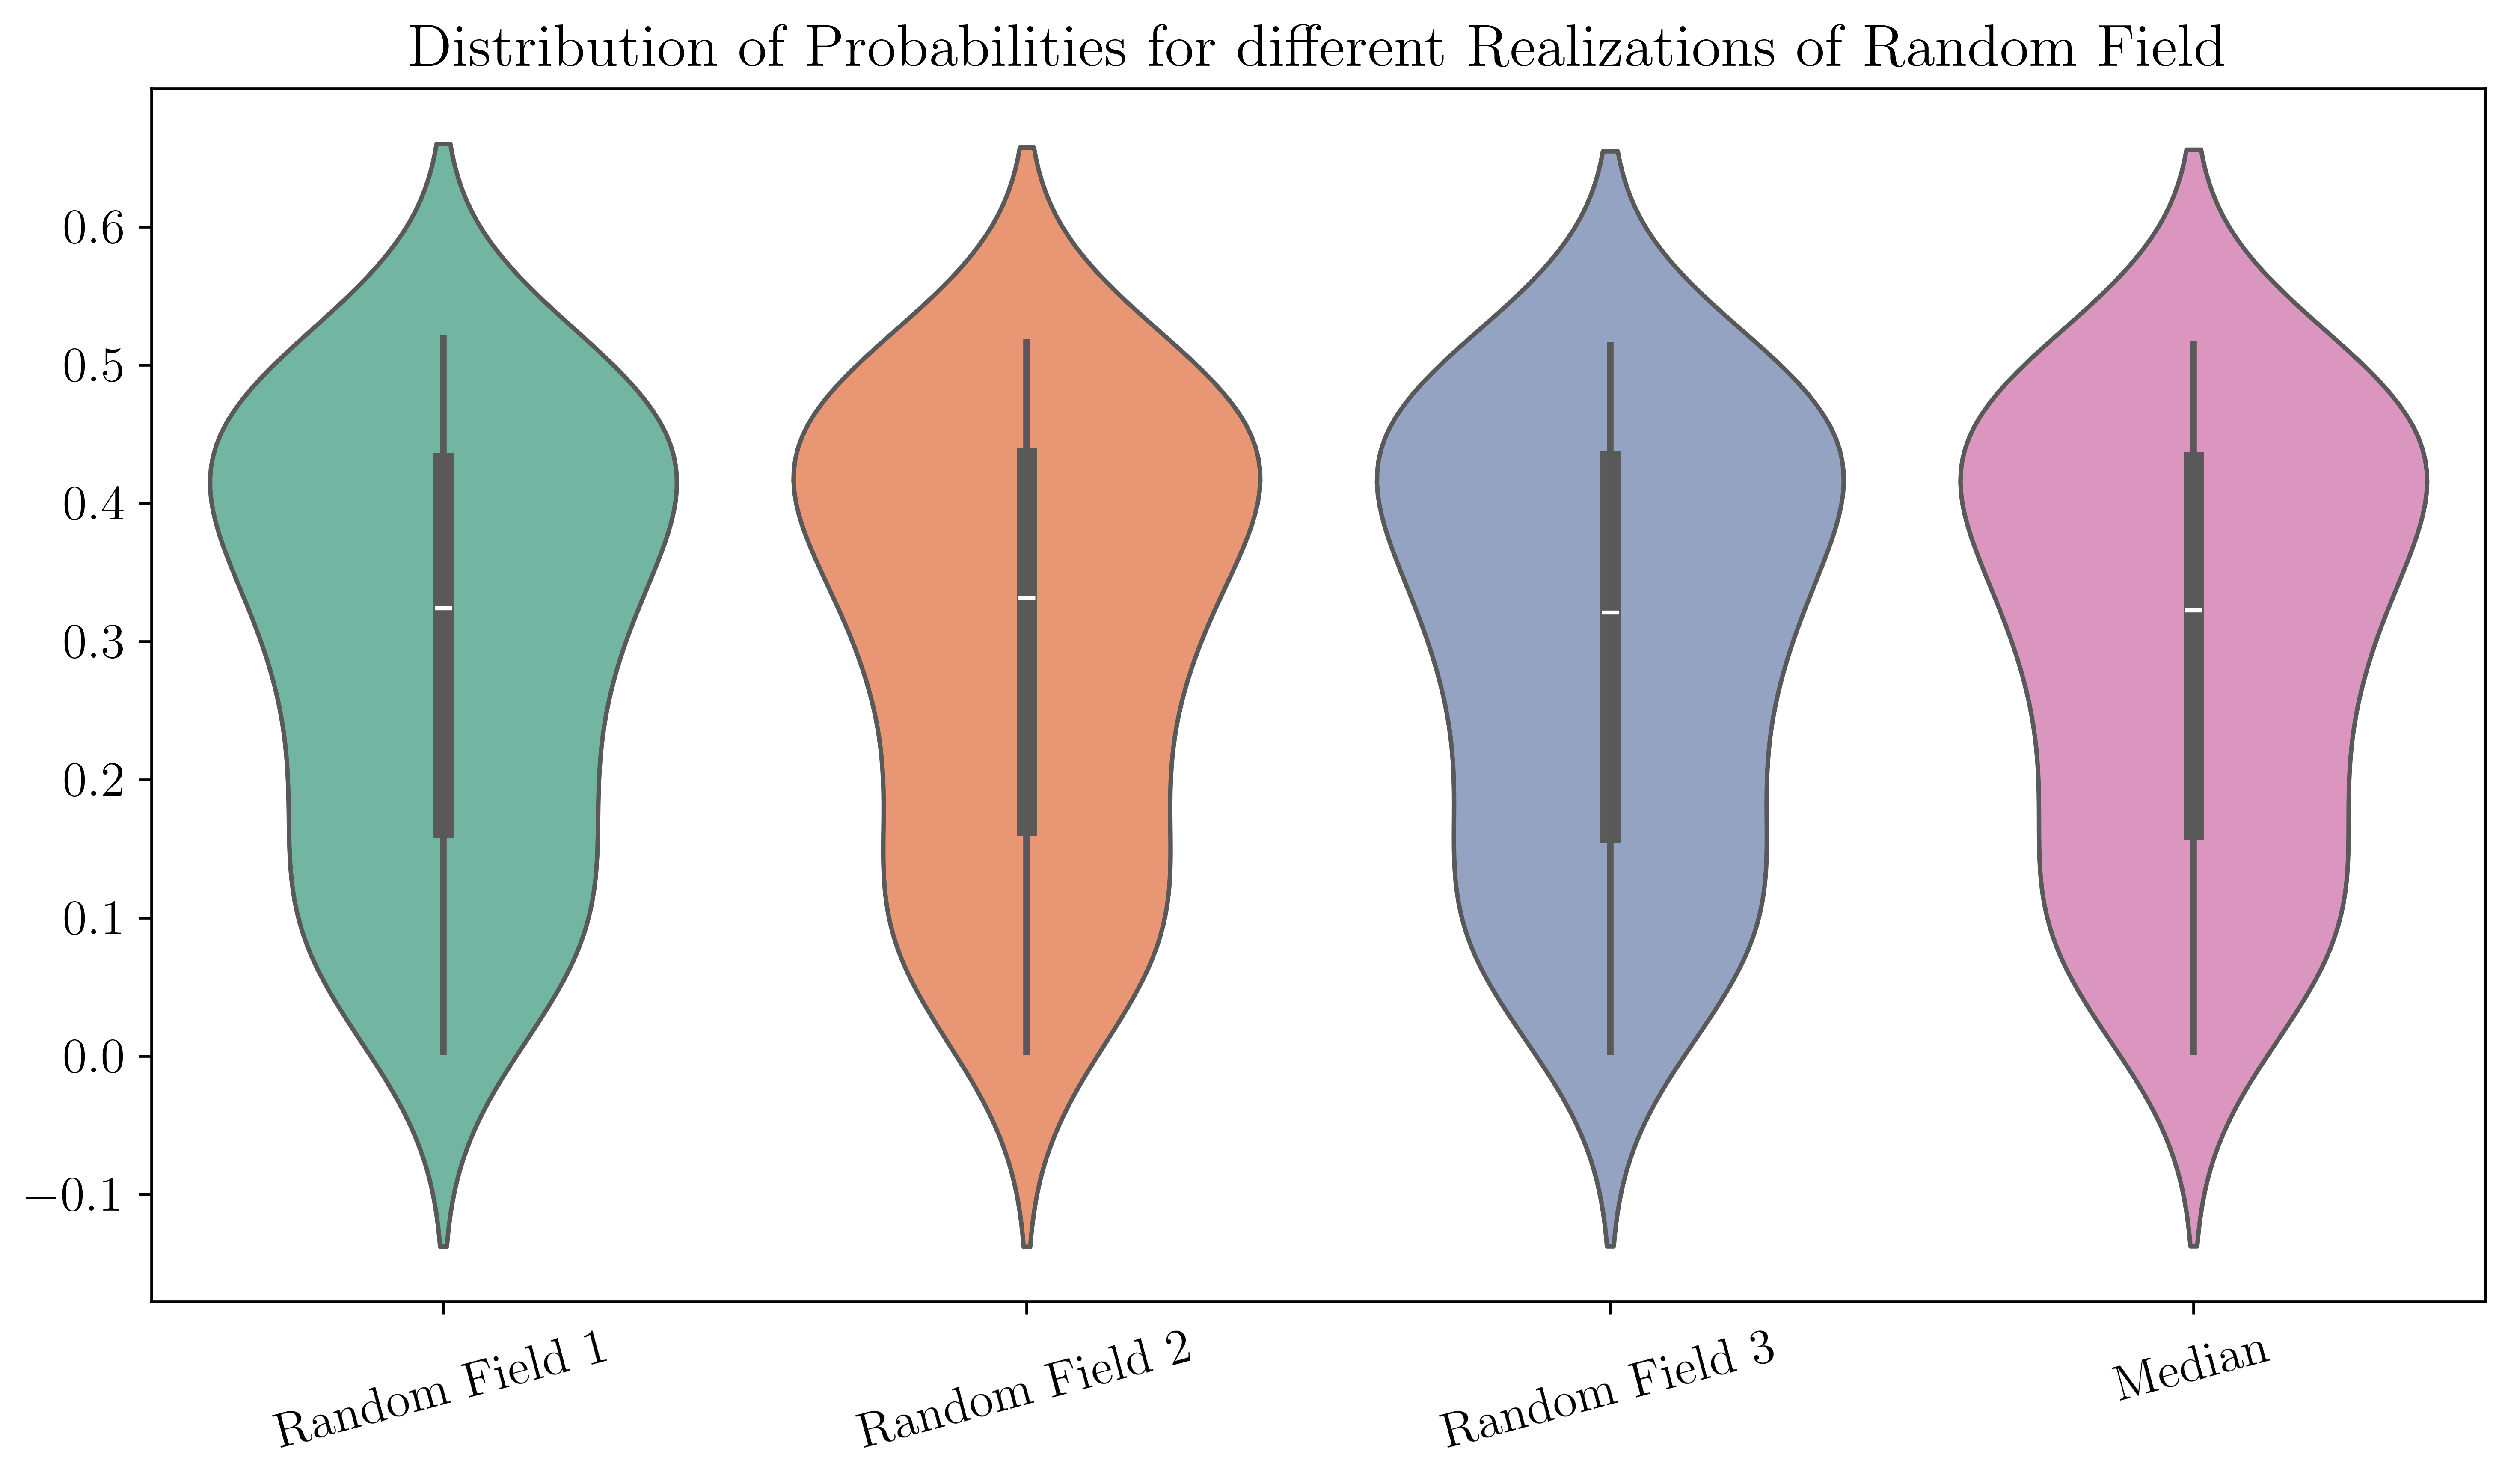 Distribution of Probabilities for different Realizations of Random Field
0.6
0.5
0.4
0.3
0.2
0.1
0.0
−0.1
Random Field 1
Random Field 2
Random Field 3
Median